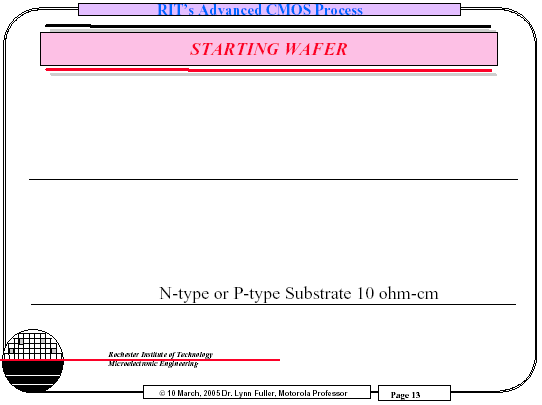 RIT's Advanced CMOS Process
STARTING WAFER
N-type or P-type Substrate 10 ohm-cm
Rochester Institute of Technology
Microelectronic Engineering
© 10 March, 2005 Dr. Lynn Fuller, Motorola Professor
Page 13